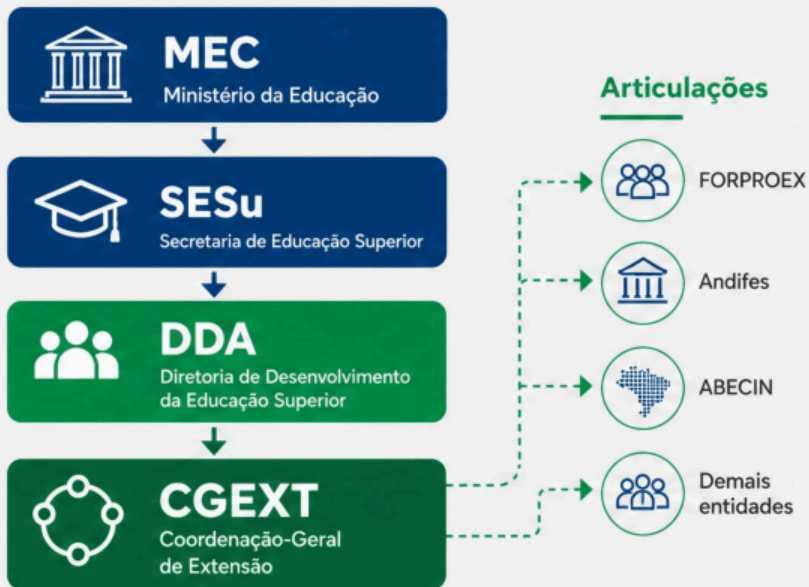 MEC
Ministério da Educação
SESu
Secretaria de Educação Superior
DDA
Diretoria de Desenvolvimento
da Educação Superior
CGEXT
Coordenação-Geral
de Extensão
Articulações
FORPROEX
Andifes
ABECIN
Demais
entidades